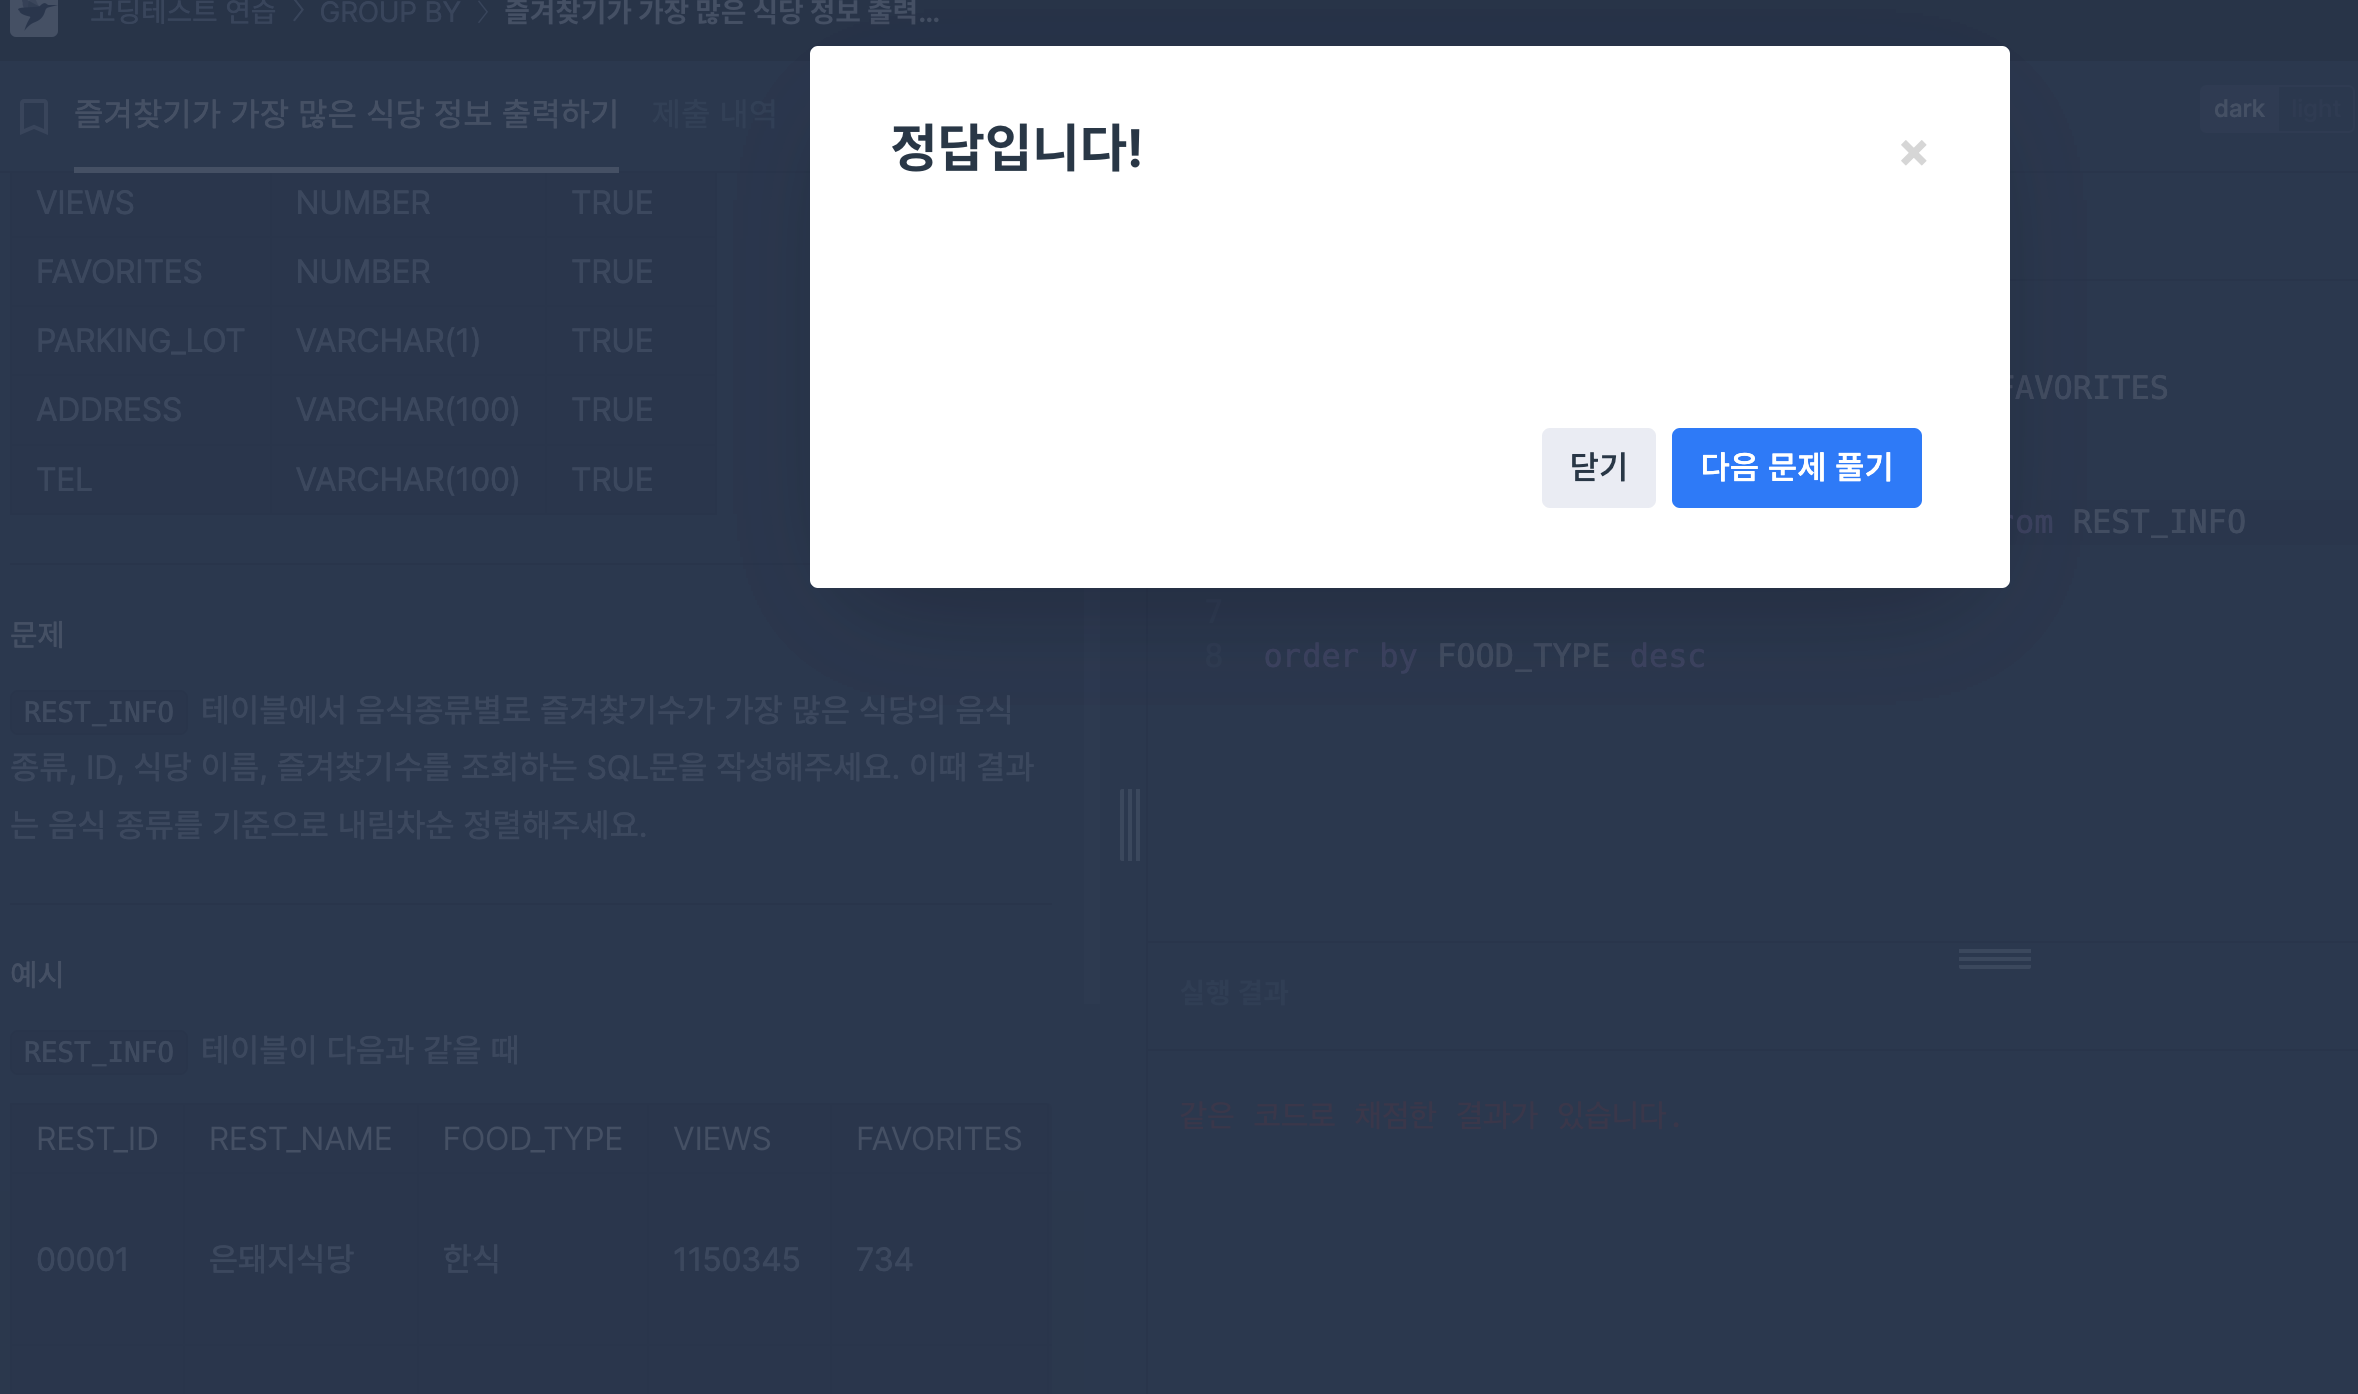 코딩테스트 연습 > GROUP BY > 즐겨찾기가 가장 많은 식당 정보 출력...
즐겨찾기가 가장 많은 식당 정보 출력하기 제출 내역
dark light
VIEWS NUMBER TRUE
FAVORITES NUMBER TRUE
PARKING_LOT VARCHAR(1) TRUE
ADDRESS VARCHAR(100) TRUE
TEL VARCHAR(100) TRUE
문제
REST_INFO 테이블에서 음식종류별로 즐겨찾기수가 가장 많은 식당의 음식
종류, ID, 식당 이름, 즐겨찾기수를 조회하는 SQL문을 작성해주세요. 이때 결과
는 음식 종류를 기준으로 내림차순 정렬해주세요.
예시
REST_INFO 테이블이 다음과 같을 때
REST_ID REST_NAME FOOD_TYPE VIEWS FAVORITES
00001 은돼지식당 한식 1150345 734
정답입니다!
×
닫기 다음 문제 풀기
FAVORITES
om REST_INFO
7
8 order by FOOD_TYPE desc
실행 결과
같은 코드로 채점한 결과가 있습니다.